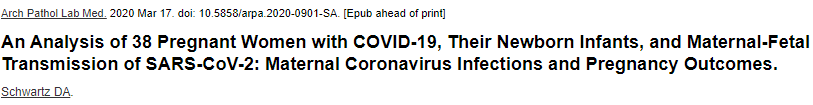 Arch Pathol Lab Med. 2020 Mar 17. doi: 10.5858/arpa.2020-0901-SA. [Epub ahead of print]
An Analysis of 38 Pregnant Women with COVID-19, Their Newborn Infants, and Maternal-Fetal
Transmission of SARS-CoV-2: Maternal Coronavirus Infections and Pregnancy Outcomes.
Schwartz DA.